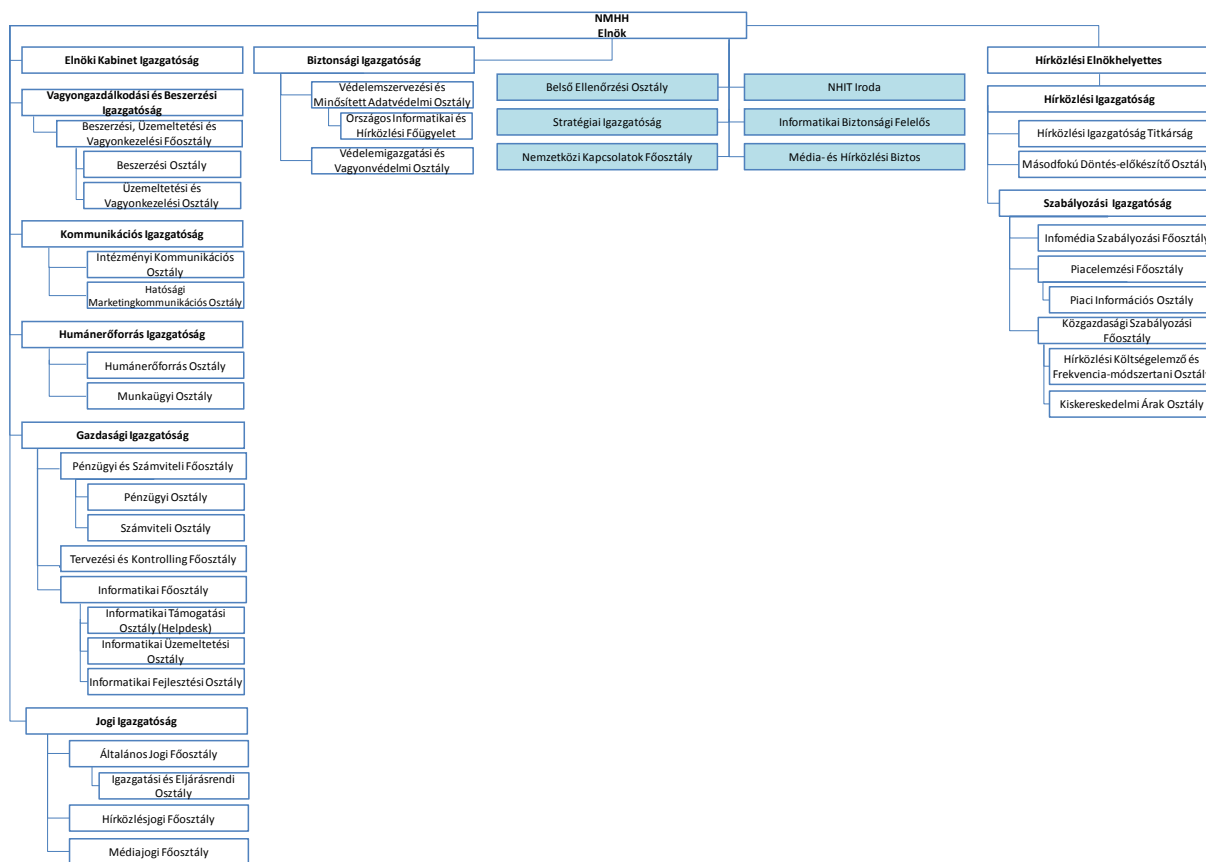 NMHH
Elnök
Elnöki Kabinet Igazgatóság
Vagyongazdálkodási és Beszerzési
Igazgatóság
Beszerzési, Üzemeltetési és
Vagyonkezelési Főosztály
Beszerzési Osztály
Üzemeltetési és
Vagyonkezelési Osztály
Kommunikációs Igazgatóság
Intézményi Kommunikációs
Osztály
Hatósági
Marketingkommunikációs Osztály
Humánerőforrás Igazgatóság
Humánerőforrás Osztály
Munkaügyi Osztály
Gazdasági Igazgatóság
Pénzügyi és Számviteli Főosztály
Pénzügyi Osztály
Számviteli Osztály
Tervezési és Kontrolling Főosztály
Informatikai Főosztály
Informatikai Támogatási
Osztály (Helpdesk)
Informatikai Üzemeltetési
Osztály
Informatikai Fejlesztési Osztály
Jogi Igazgatóság
Általános Jogi Főosztály
Igazgatási és Eljárásrendi
Osztály
Hírközlésjogi Főosztály
Médiajogi Főosztály
Biztonsági Igazgatóság
Védelemszervezési és
Minősített Adatvédelmi Osztály
Országos Informatikai és
Hírközlési Főügyelet
Védelemigazgatási és
Vagyonvédelmi Osztály
Belső Ellenőrzési Osztály
Stratégiai Igazgatóság
Nemzetközi Kapcsolatok Főosztály
NHIT Iroda
Informatikai Biztonsági Felelős
Média- és Hírközlési Biztos
Hírközlési Elnökhelyettes
Hírközlési Igazgatóság
Hírközlési Igazgatóság Titkárság
Másodfokú Döntés-előkészítő Osztály
Szabályozási Igazgatóság
Infomédia Szabályozási Főosztály
Piacelemzési Főosztály
Piaci Információs Osztály
Közgazdasági Szabályozási
Főosztály
Hírközlési Költségelemző és
Frekvencia-módszertani Osztály
Kiskereskedelmi Árak Osztály